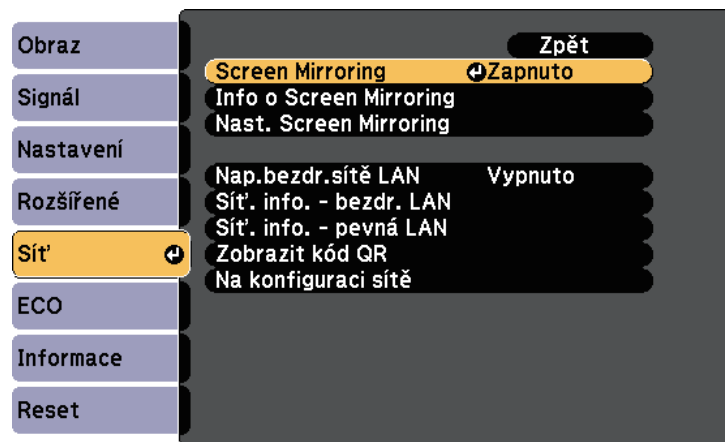 Obraz
Signál
Nastavení
Rozšířené
Síť
ECO
Informace
Reset
Zpět
Screen Mirroring Zapnuto
Info o Screen Mirroring
Nast. Screen Mirroring
Nap.bezdr.sítě LAN Vypnuto
Síť. info. - bezdr. LAN
Síť. info. - pevná LAN
Zobrazit kód QR
Na konfiguraci sítě